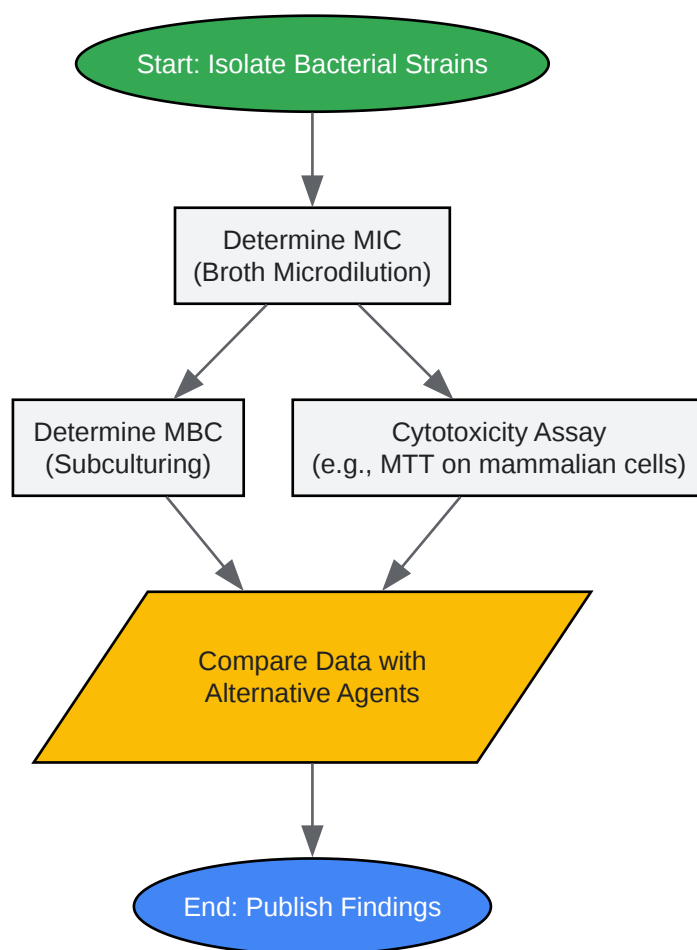 Start: Isolate Bacterial Strains
Determine MIC
(Broth Microdilution)
Determine MBC
(Subculturing)
Cytotoxicity Assay
(e.g., MTT on mammalian cells)
Compare Data with
Alternative Agents
End: Publish Findings